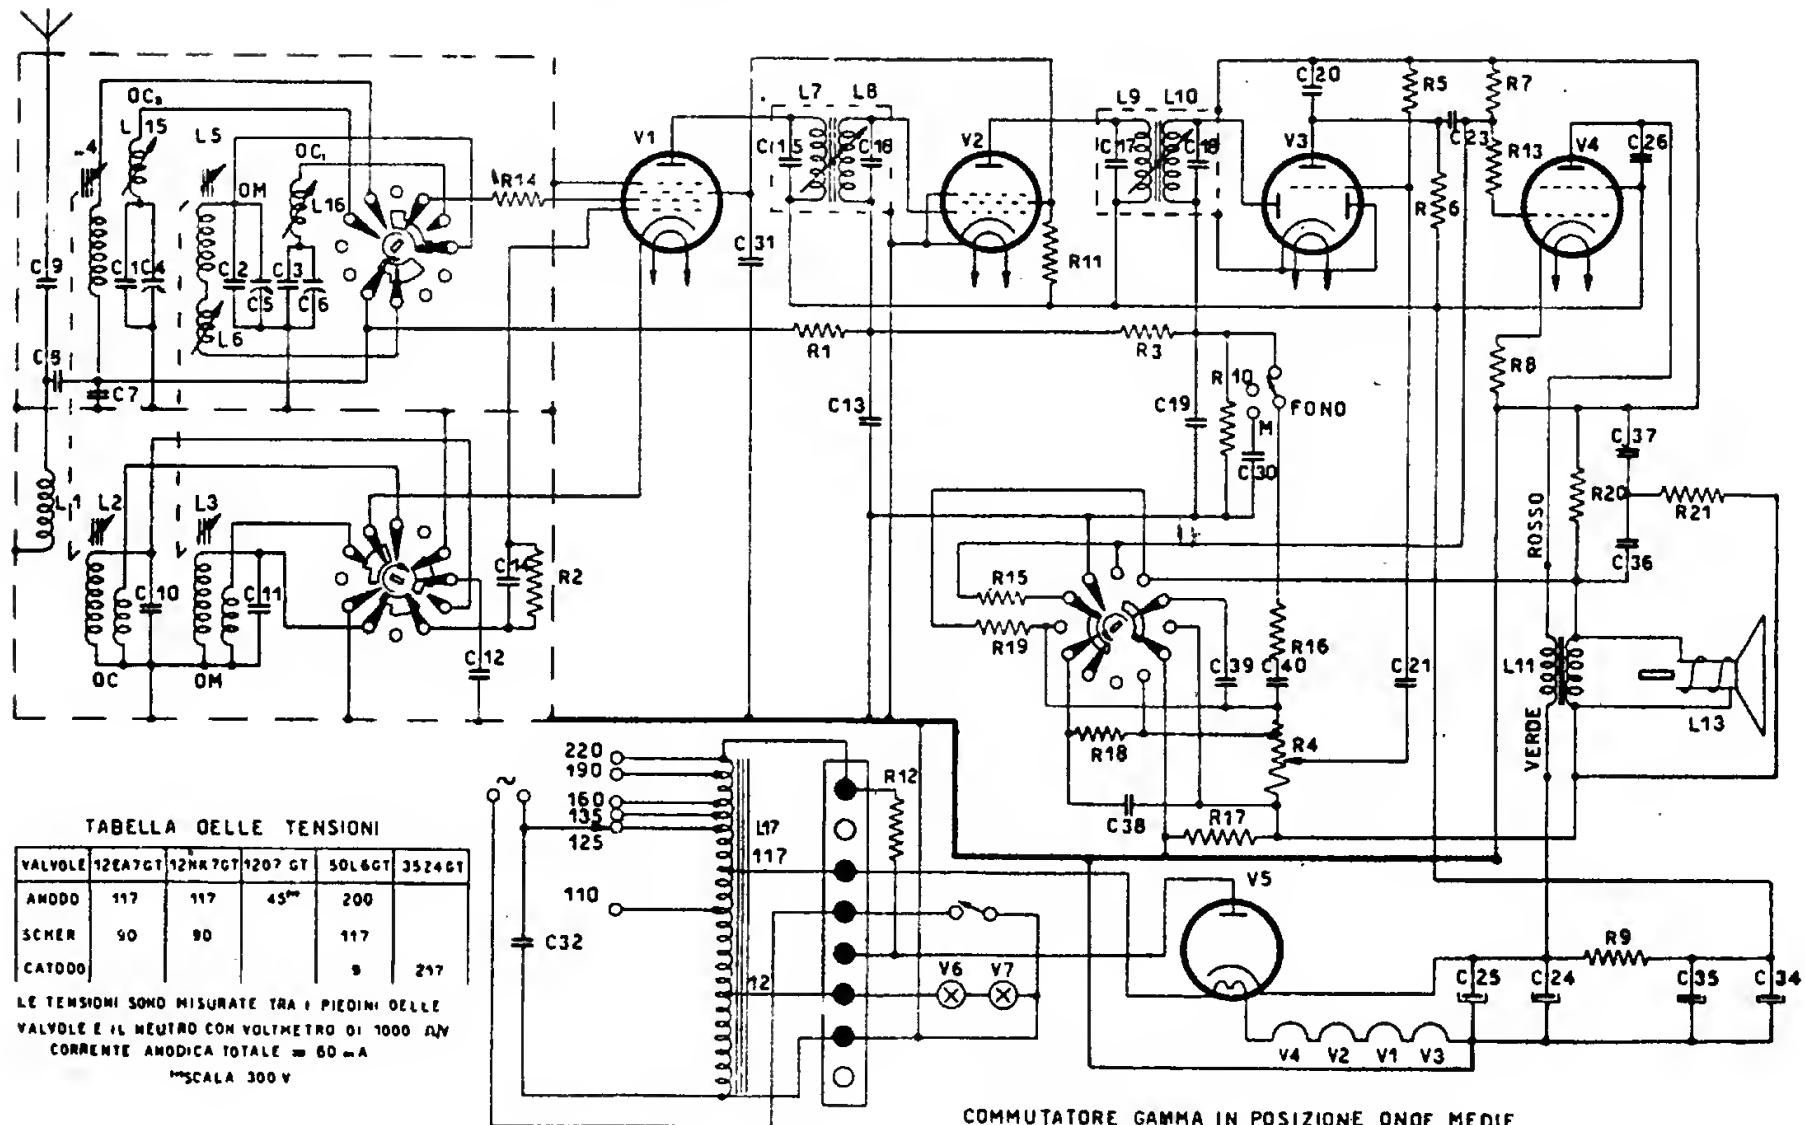 OC₂
L15
L4
L5
OC₁
OM
L16
C9
C1
C4
C2
C5
C3
C6
L6
C8
C7
R14
V1
C31
L7
L8
C15
C16
V2
R11
L9
L10
C17
C18
C20
V3
R5
R7
C23
R6
R13
V4
C26
R1
R3
R8
C13
C19
R10
FONO
M
C30
C37
R20
R21
C36
ROSSO
L1
L2
L3
C10
C11
C14
R2
C12
OC
OM
R15
R19
R16
C39
C40
C21
R18
R4
C38
R17
L11
L13
VERDE
~
220
190
160
135
125
110
C32
L17
117
12
R12
V6
V7
V5
R9
C25
C24
C35
C34
V4 V2 V1 V3
TABELLA DELLE TENSIONI
VALVOLE 12EA7GT 12NK7GT 12Q7 GT 50L6GT 35Z4GT
ANODO 117 117 45 200
SCHER 90 90 117
CATODO 9 217
LE TENSIONI SONO MISURATE TRA I PIEDINI DELLE
VALVOLE E IL NEUTRO CON VOLTMETRO DI 1000 Ω/V
CORRENTE ANODICA TOTALE = 60 mA
SCALA 300 V
COMMUTATORE GAMMA IN POSIZIONE ONDE MEDIE